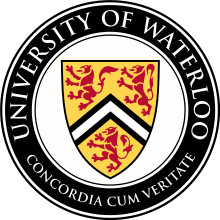 UNIVERSITY OF WATERLOO
CONCORDIA CUM VERITATE